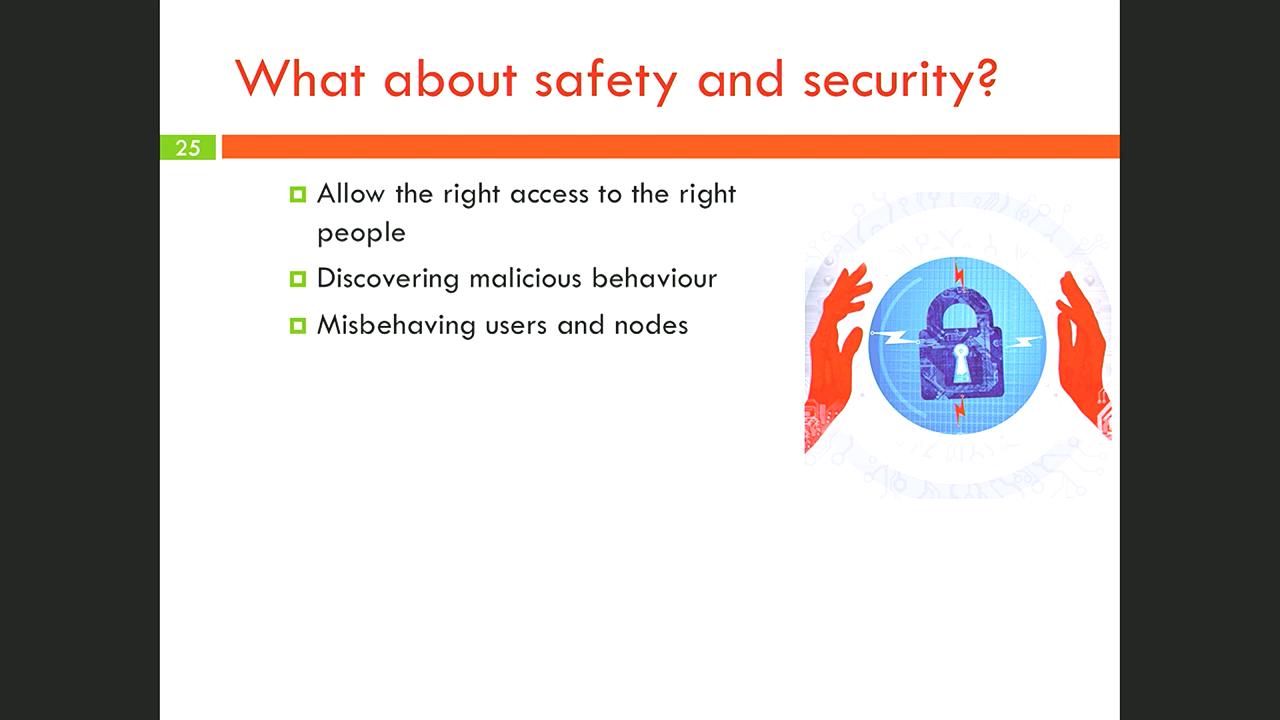 What about safety and security?
25
Allow the right access to the right
people
Discovering malicious behaviour
Misbehaving users and nodes